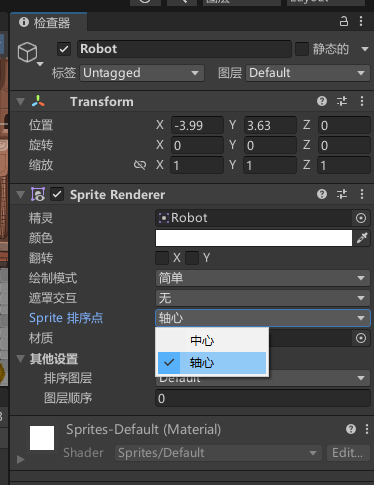 图层
Layout
检查器
Robot
静态的
标签 Untagged 图层 Default
Transform
位置 X -3.99 Y 3.63 Z 0
旋转 X 0 Y 0 Z 0
缩放 X 1 Y 1 Z 1
Sprite Renderer
精灵 Robot
颜色
翻转 X Y
绘制模式 简单
遮罩交互 无
Sprite 排序点 轴心
中心
材质
轴心
其他设置
排序图层 Default
图层顺序 0
Sprites-Default (Material)
Shader Sprites/Default Edit...